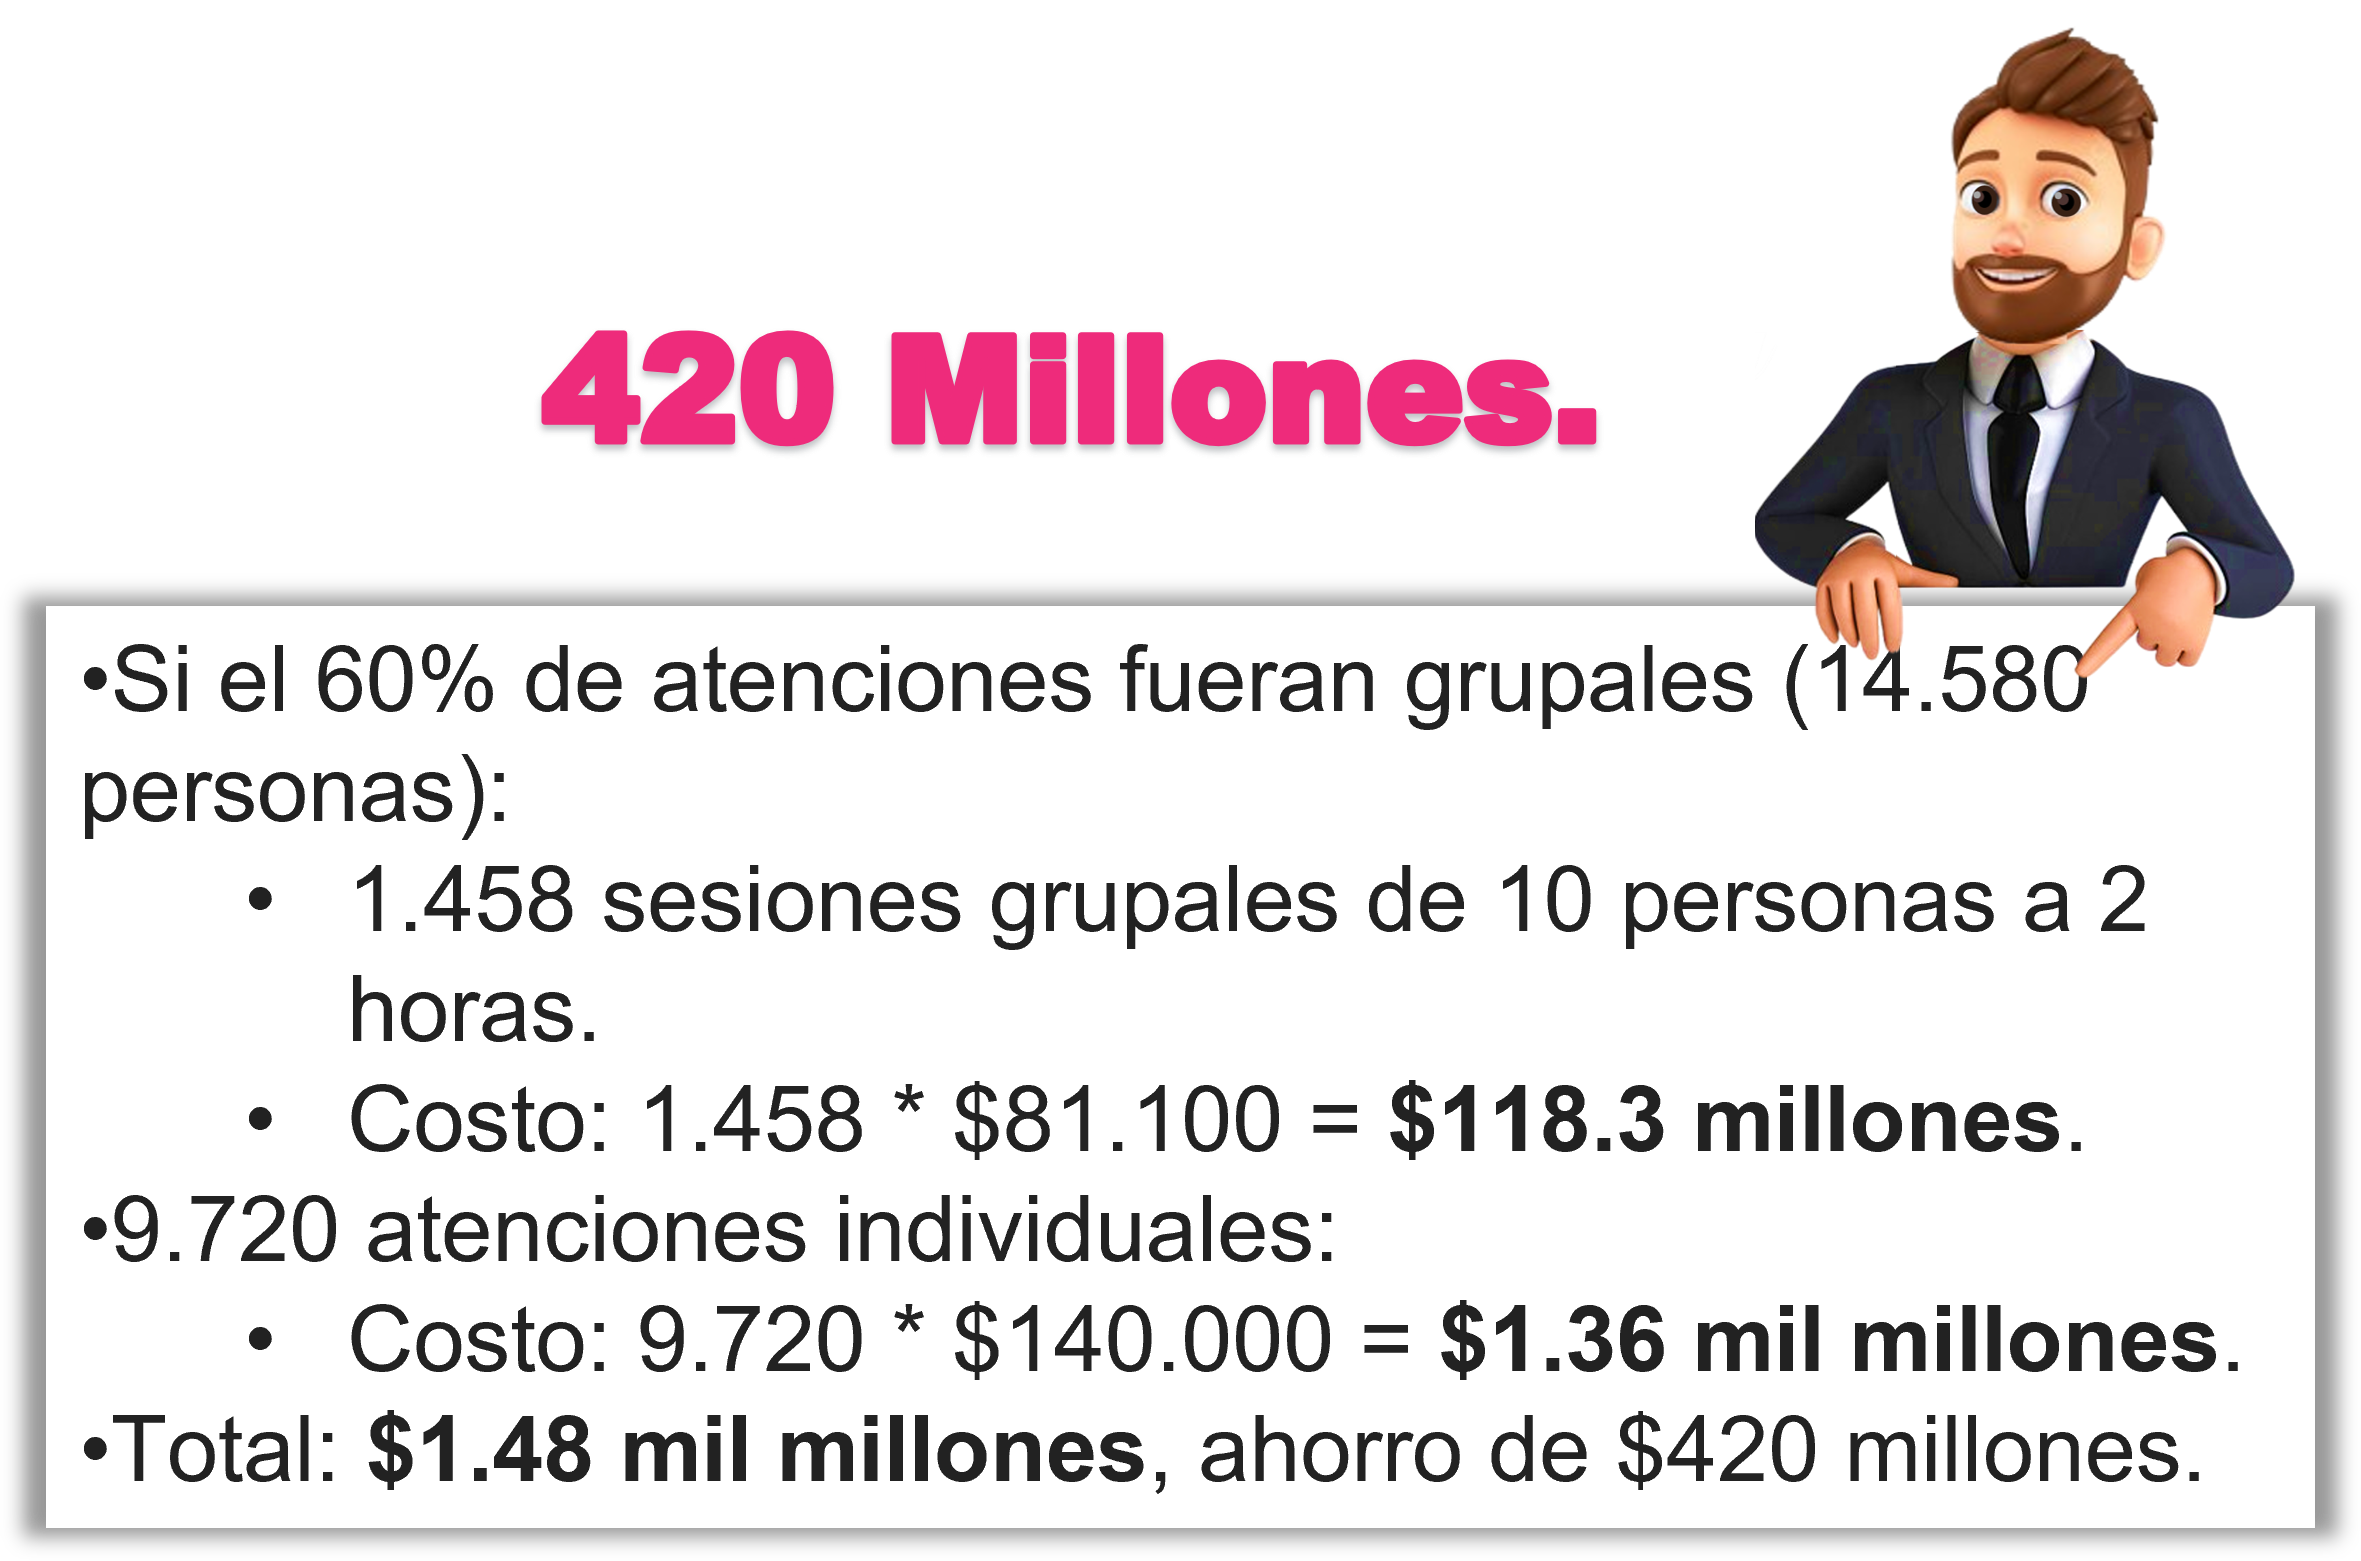 420 Millones.
•Si el 60% de atenciones fueran grupales (14.580
personas):
• 1.458 sesiones grupales de 10 personas a 2
horas.
• Costo: 1.458 * $81.100 = $118.3 millones.
•9.720 atenciones individuales:
• Costo: 9.720 * $140.000 = $1.36 mil millones.
•Total: $1.48 mil millones, ahorro de $420 millones.